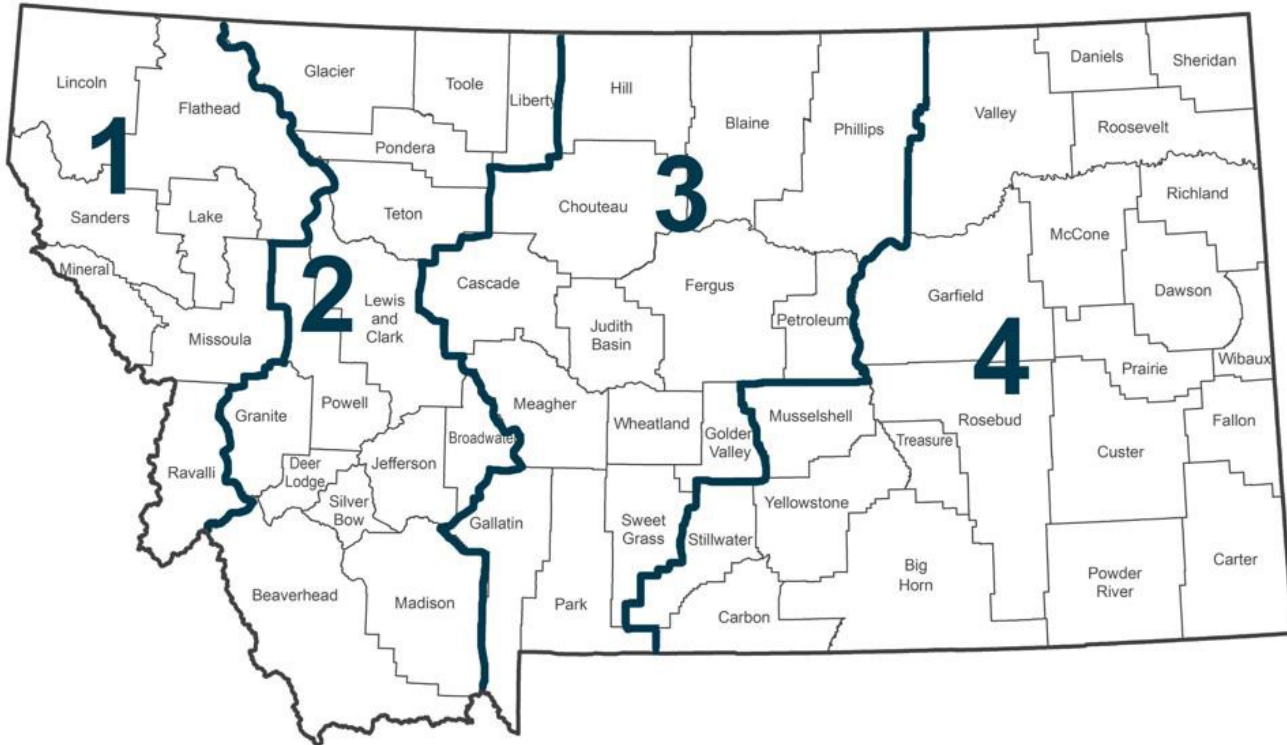 Lincoln
Flathead
1
Sanders
Lake
Mineral
Missoula
Ravalli
Glacier
Toole
Liberty
Pondera
Teton
2
Lewis
and
Clark
Granite
Powell
Deer
Lodge
Silver
Bow
Jefferson
Broadwater
Beaverhead
Madison
Hill
Blaine
Phillips
Chouteau
3
Cascade
Judith
Basin
Fergus
Petroleum
Meagher
Wheatland
Golden
Valley
Gallatin
Park
Sweet
Grass
Valley
Daniels
Sheridan
Roosevelt
Richland
McCone
Garfield
Dawson
4
Prairie
Wibaux
Musselshell
Treasure
Rosebud
Custer
Fallon
Yellowstone
Stillwater
Carbon
Big
Horn
Powder
River
Carter